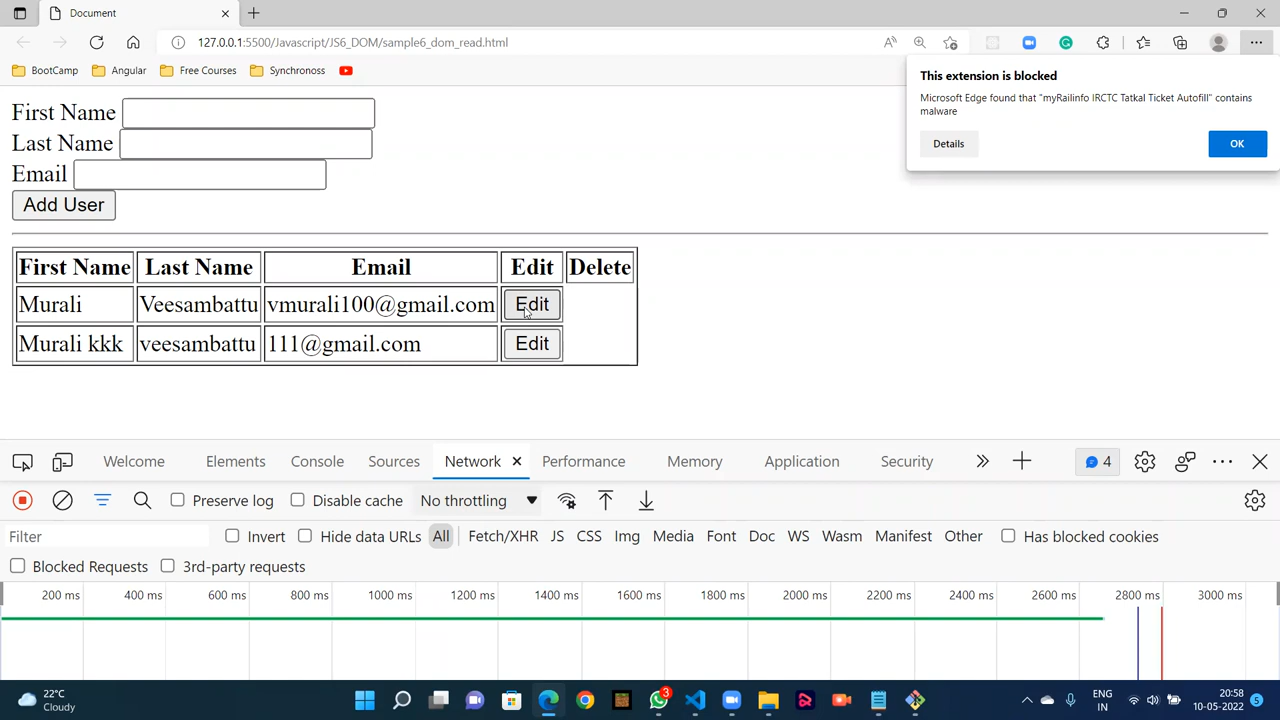 Document
127.0.0.1:5500/Javascript/JS6_DOM/sample6_dom_read.html
BootCamp Angular Free Courses Synchronoss
This extension is blocked
Microsoft Edge found that "myRailinfo IRCTC Tatkal Ticket Autofill" contains
malware
Details OK
First Name
Last Name
Email
Add User
First Name Last Name Email Edit Delete
Murali Veesambattu vmurali100@gmail.com Edit
Murali kkk veesambattu 111@gmail.com Edit
Welcome Elements Console Sources Network Performance Memory Application Security 4
Preserve log Disable cache No throttling
Filter Invert Hide data URLs All Fetch/XHR JS CSS Img Media Font Doc WS Wasm Manifest Other Has blocked cookies
Blocked Requests 3rd-party requests
200 ms 400 ms 600 ms 800 ms 1000 ms 1200 ms 1400 ms 1600 ms 1800 ms 2000 ms 2200 ms 2400 ms 2600 ms 2800 ms 3000 ms
22°C
Cloudy
3
ENG
IN
20:58
10-05-2022
5